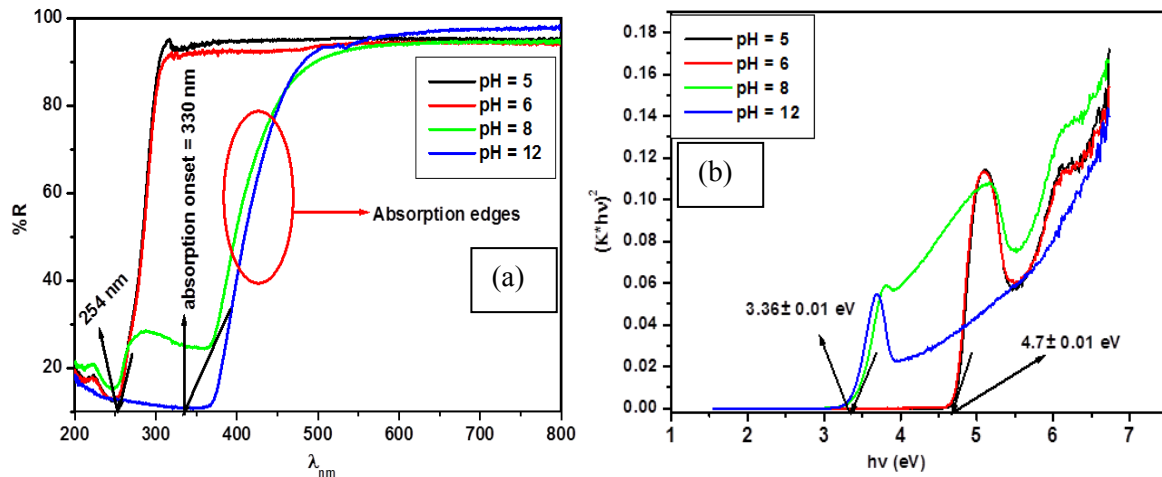 100
80
60
40
20
%R
200
300
400
500
600
700
800
λnm
254 nm
absorption onset = 330 nm
pH = 5
pH = 6
pH = 8
pH = 12
Absorption edges
(a)
0.18
0.16
0.14
0.12
0.10
0.08
0.06
0.04
0.02
0.00
(K*hν)²
1
2
3
4
5
6
7
hν (eV)
pH = 5
pH = 6
pH = 8
pH = 12
(b)
3.36± 0.01 eV
4.7± 0.01 eV